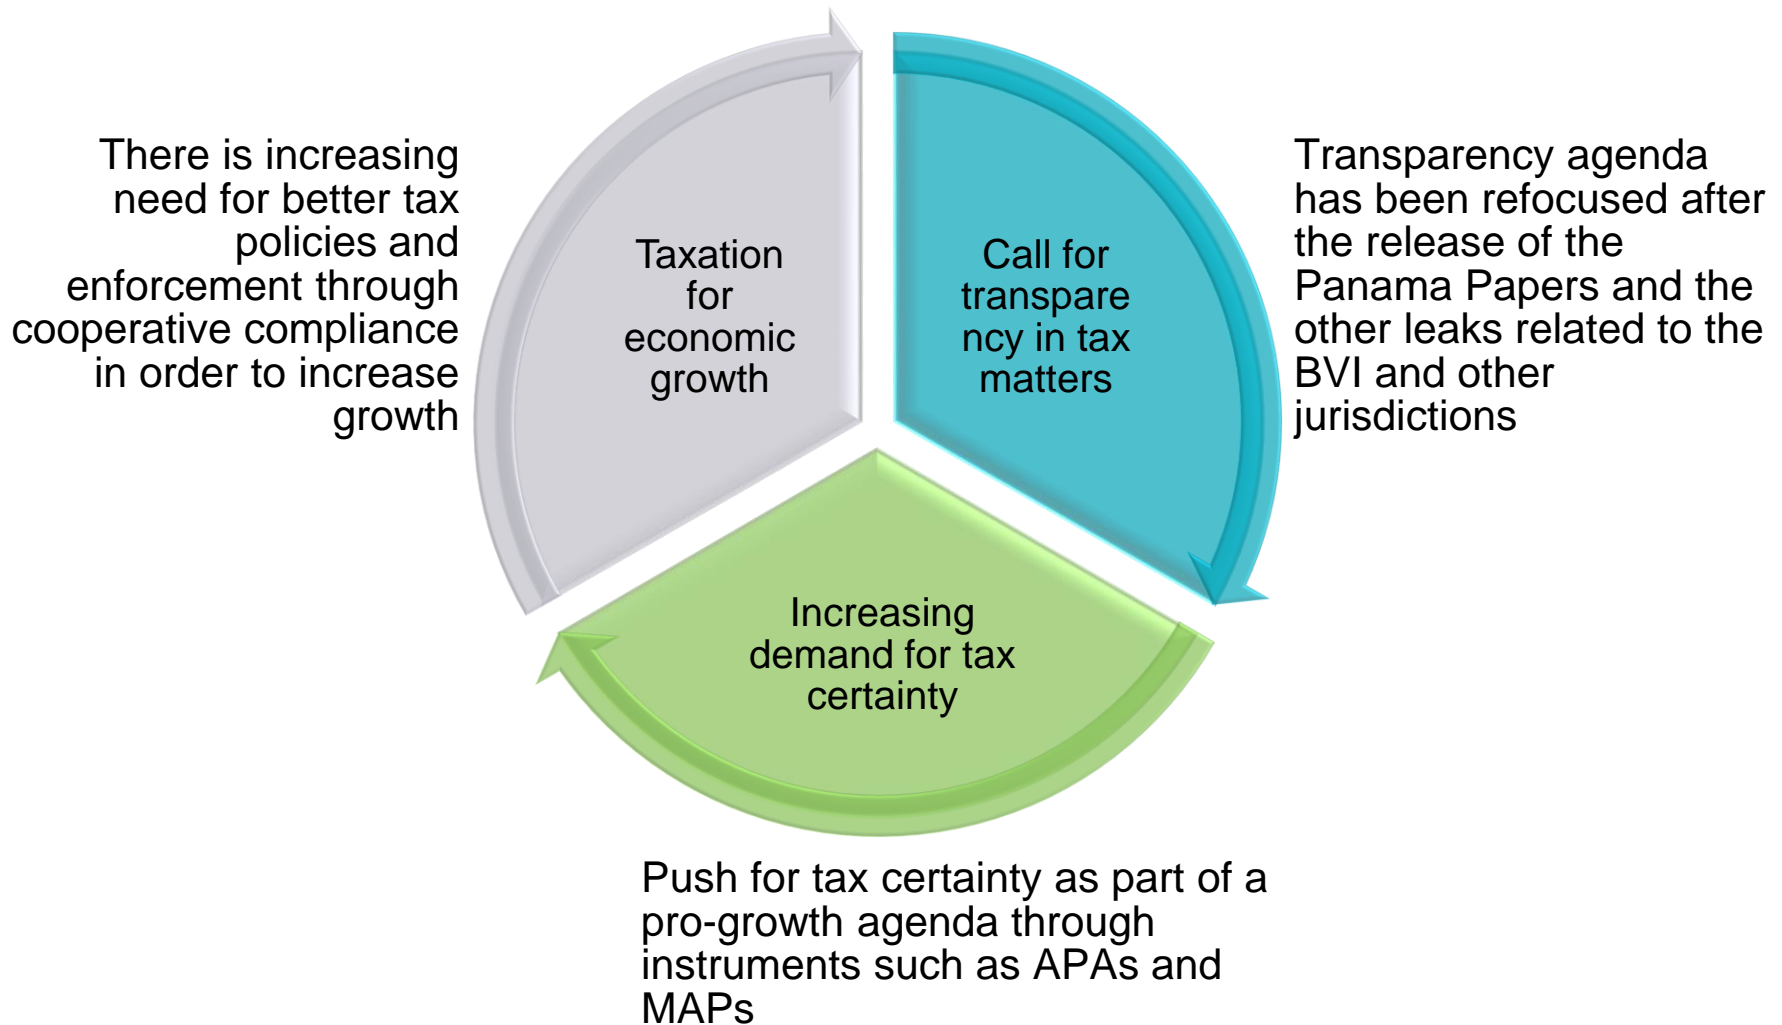 There is increasing
need for better tax
policies and
enforcement through
cooperative compliance
in order to increase
growth
Taxation
for
economic
growth
Call for
transpare
ncy in tax
matters
Transparency agenda
has been refocused after
the release of the
Panama Papers and the
other leaks related to the
BVI and other
jurisdictions
Increasing
demand for tax
certainty
Push for tax certainty as part of a
pro-growth agenda through
instruments such as APAs and
MAPs